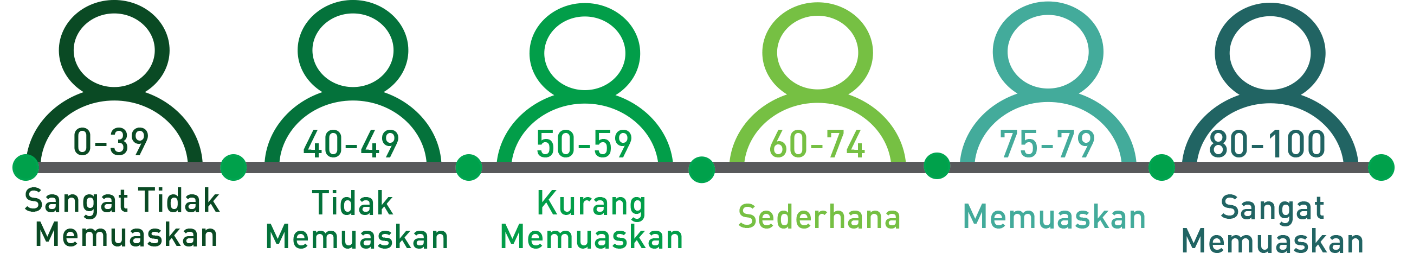 0-39
40-49
50-59
60-74
75-79
80-100
Sangat Tidak
Memuaskan
Tidak
Memuaskan
Kurang
Memuaskan
Sederhana
Memuaskan
Sangat
Memuaskan